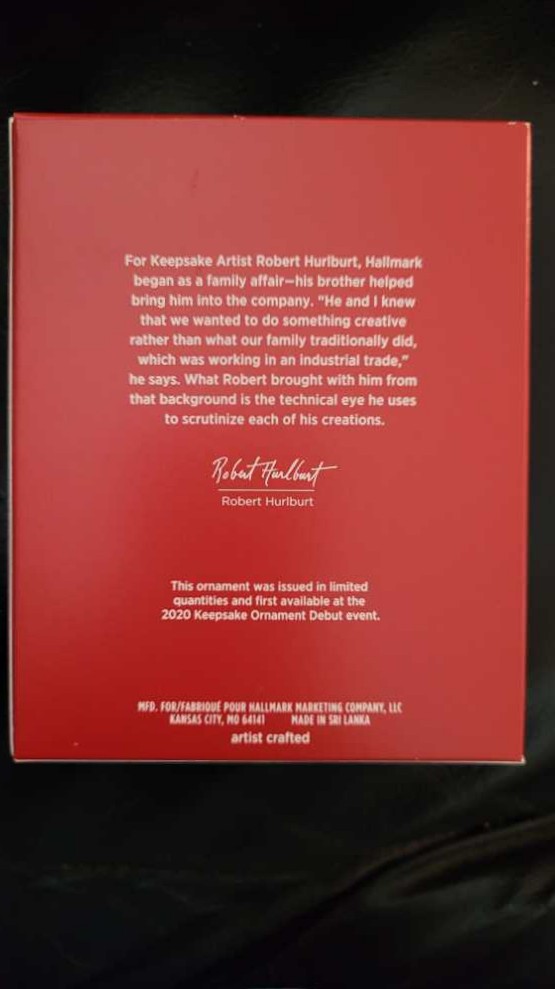 For Keepsake Artist Robert Hurlburt, Hallmark
began as a family affair—his brother helped
bring him into the company. "He and I knew
that we wanted to do something creative
rather than what our family traditionally did,
which was working in an industrial trade,"
he says. What Robert brought with him from
that background is the technical eye he uses
to scrutinize each of his creations.
Robert Hurlburt
Robert Hurlburt
This ornament was issued in limited
quantities and first available at the
2020 Keepsake Ornament Debut event.
MFD. FOR/FABRIQUÉ POUR HALLMARK MARKETING COMPANY, LLC
KANSAS CITY, MO 64141 MADE IN SRI LANKA
artist crafted